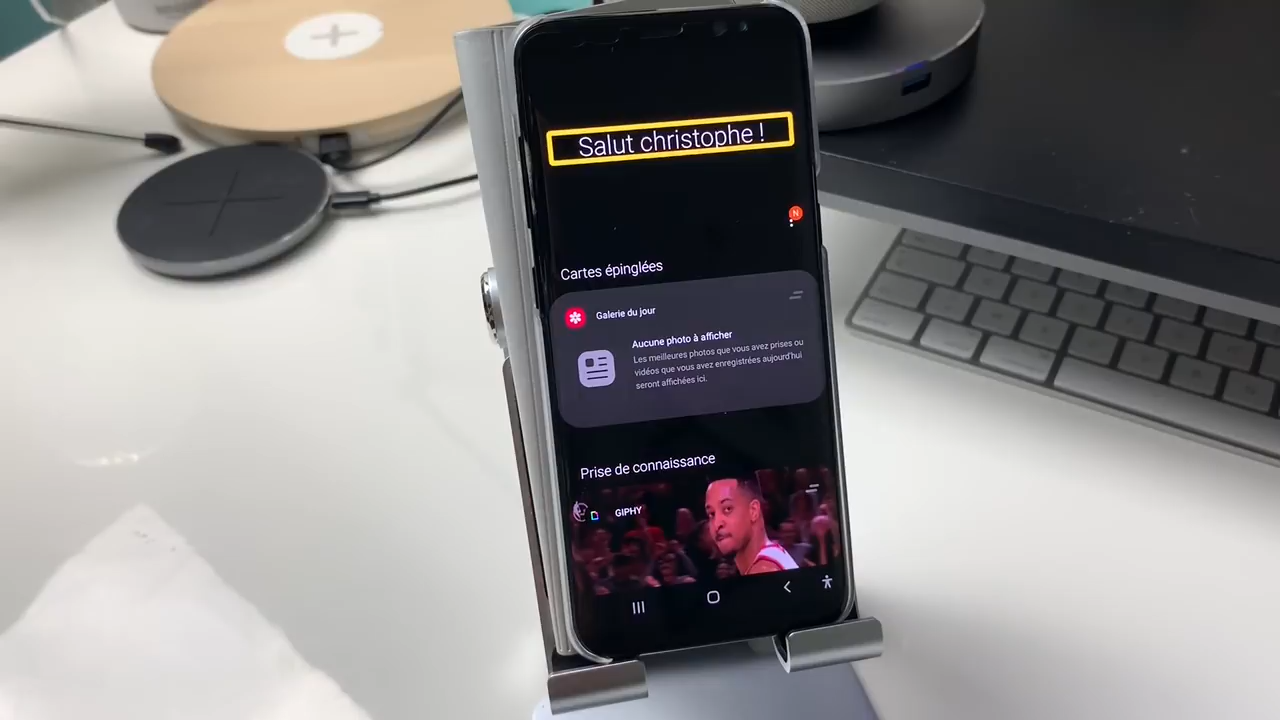 Salut christophe !
N
Cartes épinglées
Galerie du jour
Aucune photo à afficher
Les meilleures photos que vous avez prises ou
vidéos que vous avez enregistrées aujourd'hui
seront affichées ici.
Prise de connaissance
GIPHY